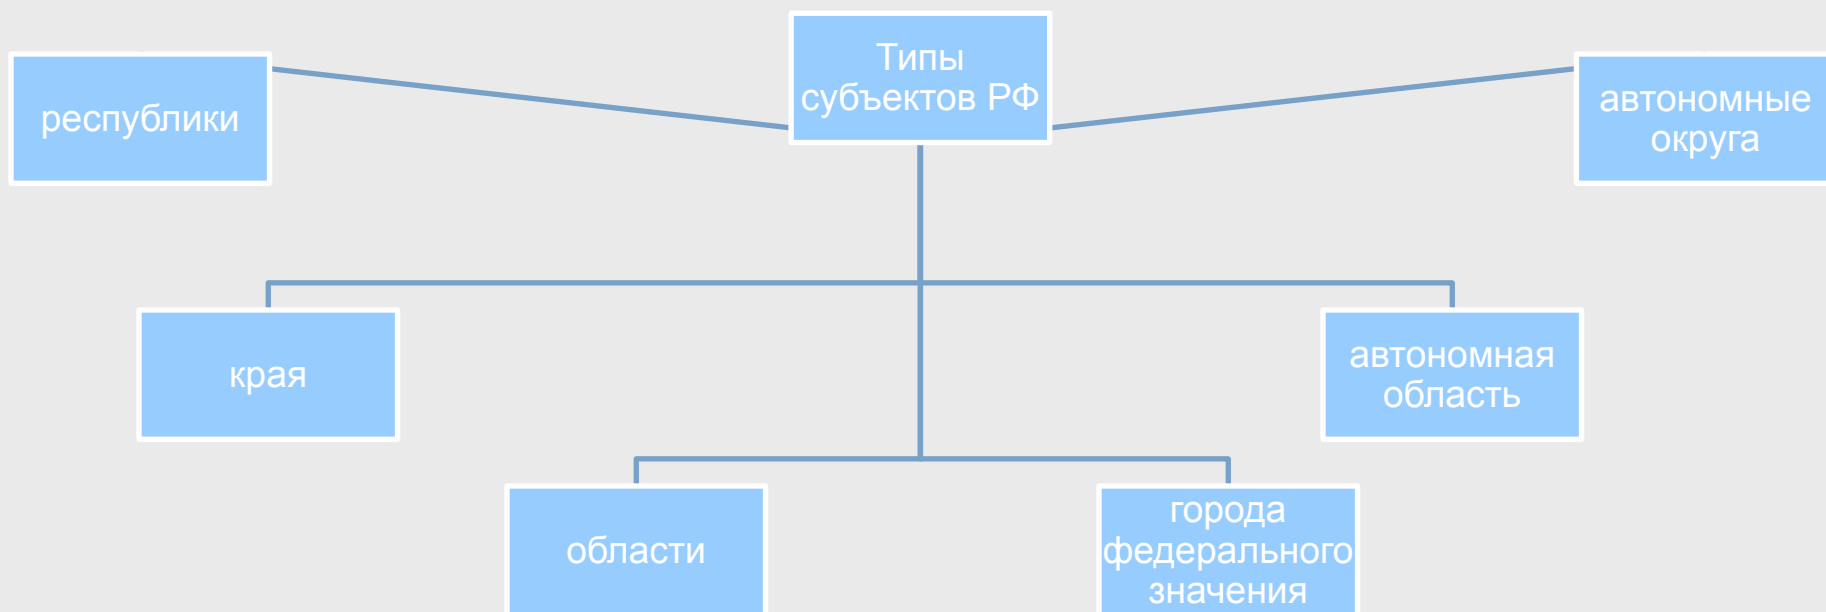 Типы
субъектов РФ
республики
автономные
округа
края
автономная
область
области
города
федерального
значения